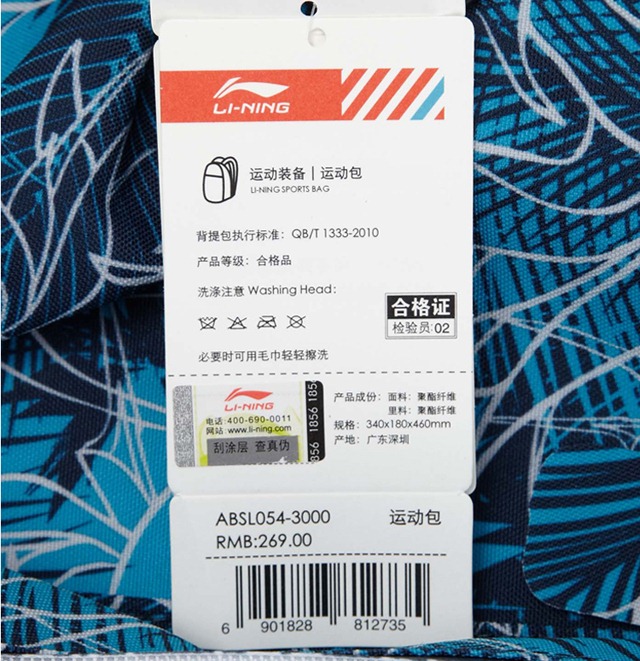 LI-NING
运动装备 | 运动包
LI-NING SPORTS BAG
背提包执行标准: QB/T 1333-2010
产品等级: 合格品
洗涤注意 Washing Head:
合格证
检验员: 02
必要时可用毛巾轻轻擦洗
LI-NING
电话: 400-690-0011
网站: www.li-ning.com
刮涂层 查真伪
856 1856 1856 185
产品成份: 面料: 聚酯纤维
里料: 聚酯纤维
规格: 340x180x460mm
产地: 广东深圳
ABSL054-3000 运动包
RMB:269.00
6 901828 812735